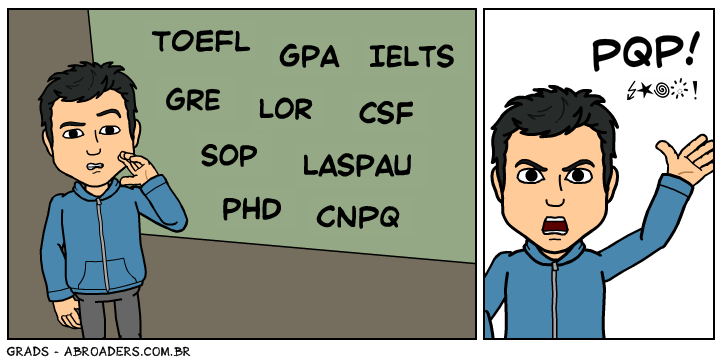 TOEFL GPA IELTS
GRE LOR CSF
SOP LASPAU
PHD CNPQ
PQP!
GRADS - ABROADERS.COM.BR